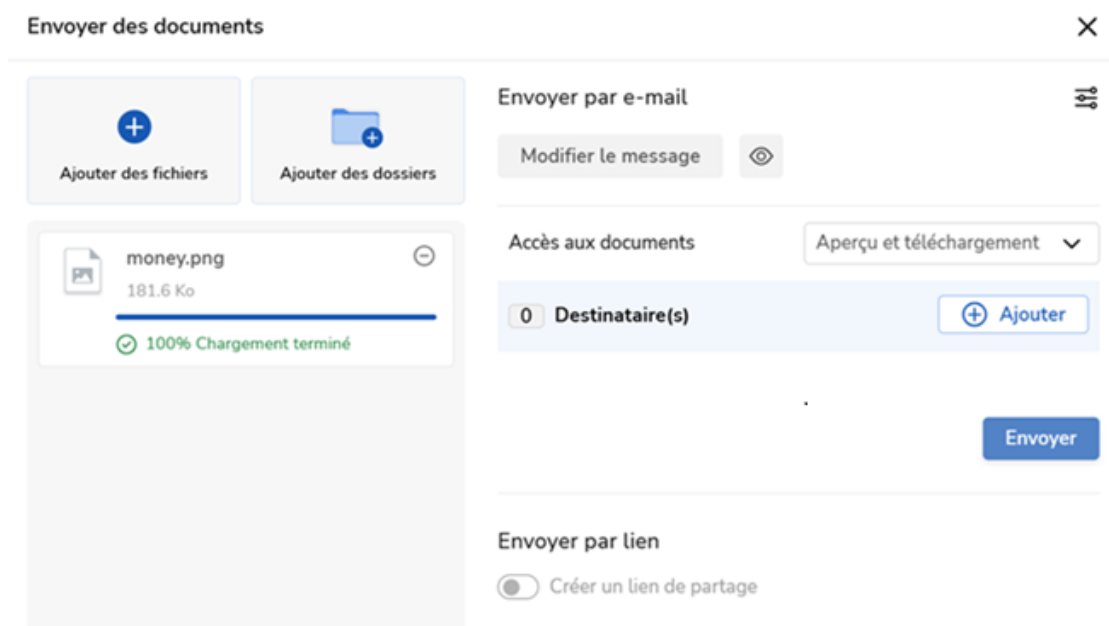 Envoyer des documents
Ajouter des fichiers
Ajouter des dossiers
money.png
181.6 Ko
100% Chargement terminé
Envoyer par e-mail
Modifier le message
Accès aux documents
Aperçu et téléchargement
0 Destinataire(s)
Ajouter
Envoyer
Envoyer par lien
Créer un lien de partage